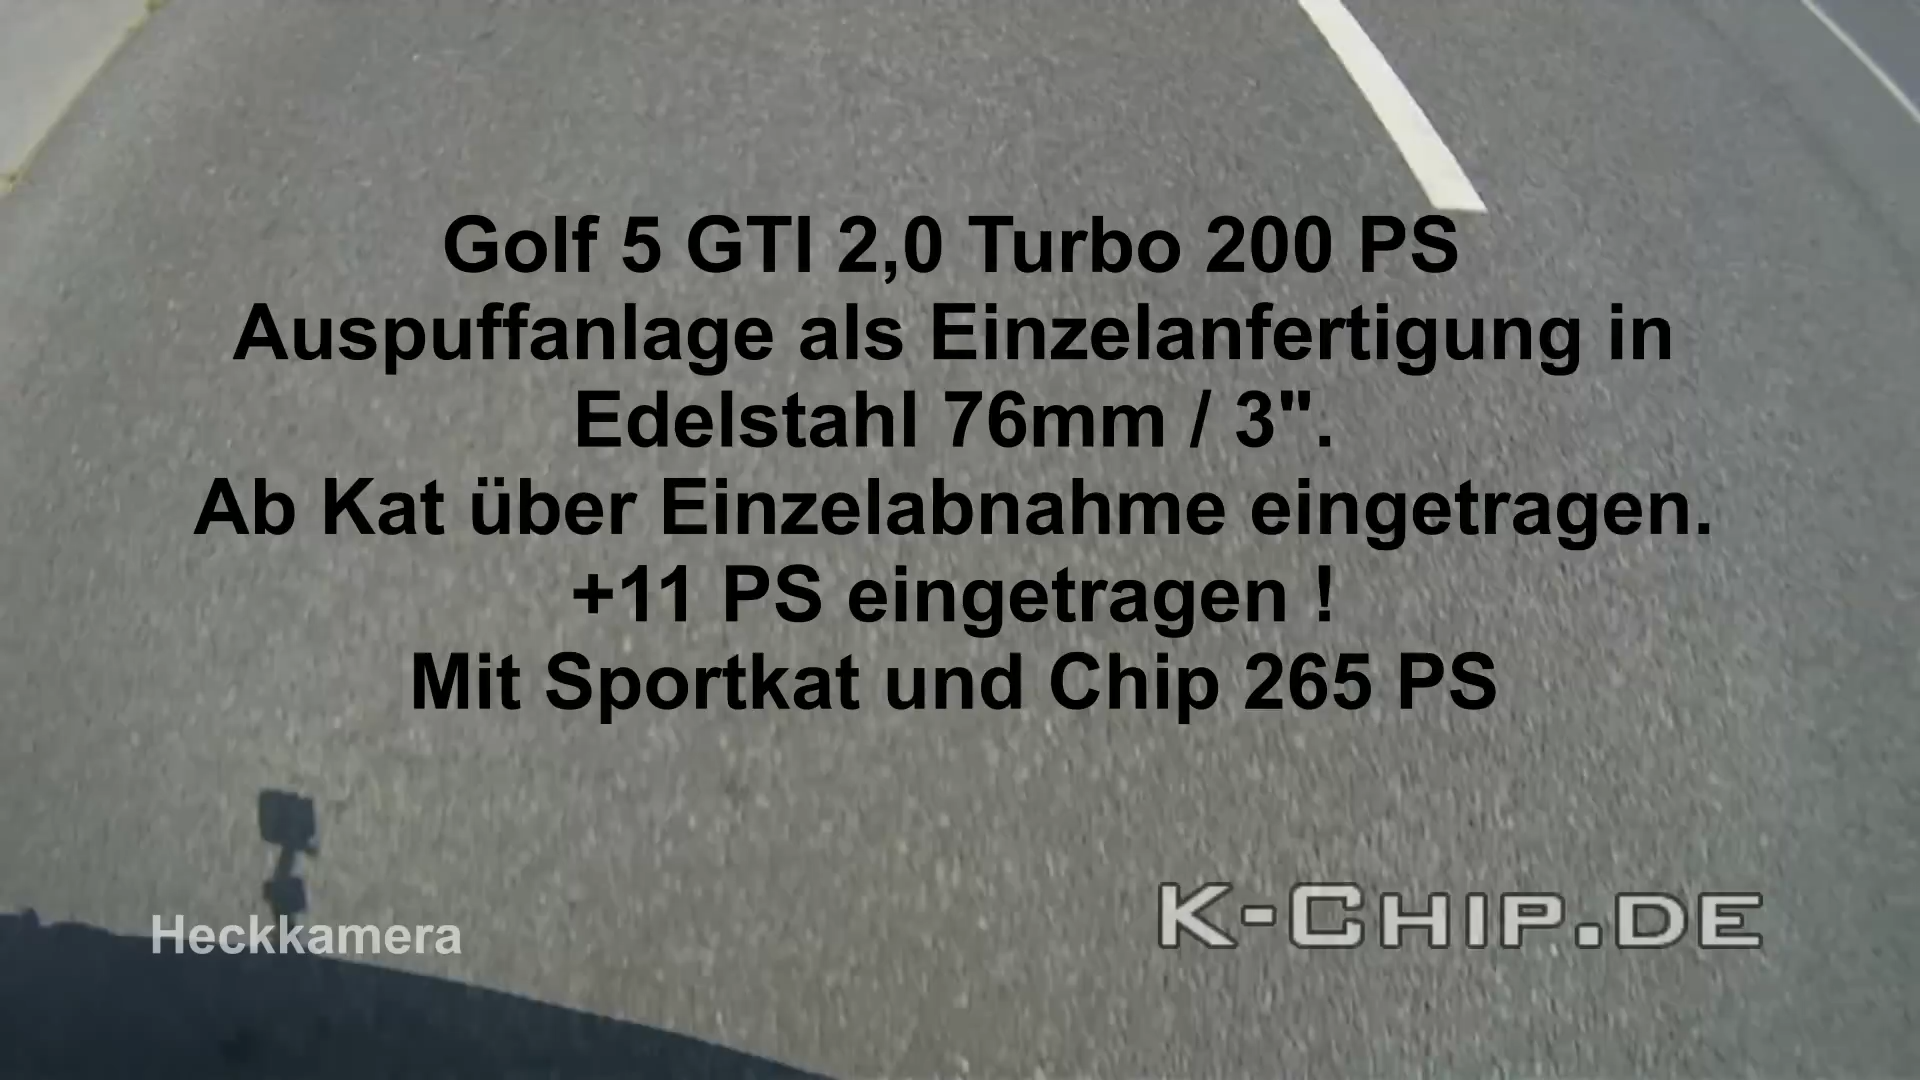 Golf 5 GTI 2,0 Turbo 200 PS
Auspuffanlage als Einzelanfertigung in
Edelstahl 76mm / 3".
Ab Kat über Einzelabnahme eingetragen.
+11 PS eingetragen !
Mit Sportkat und Chip 265 PS
Heckkamera
K-Chip.de